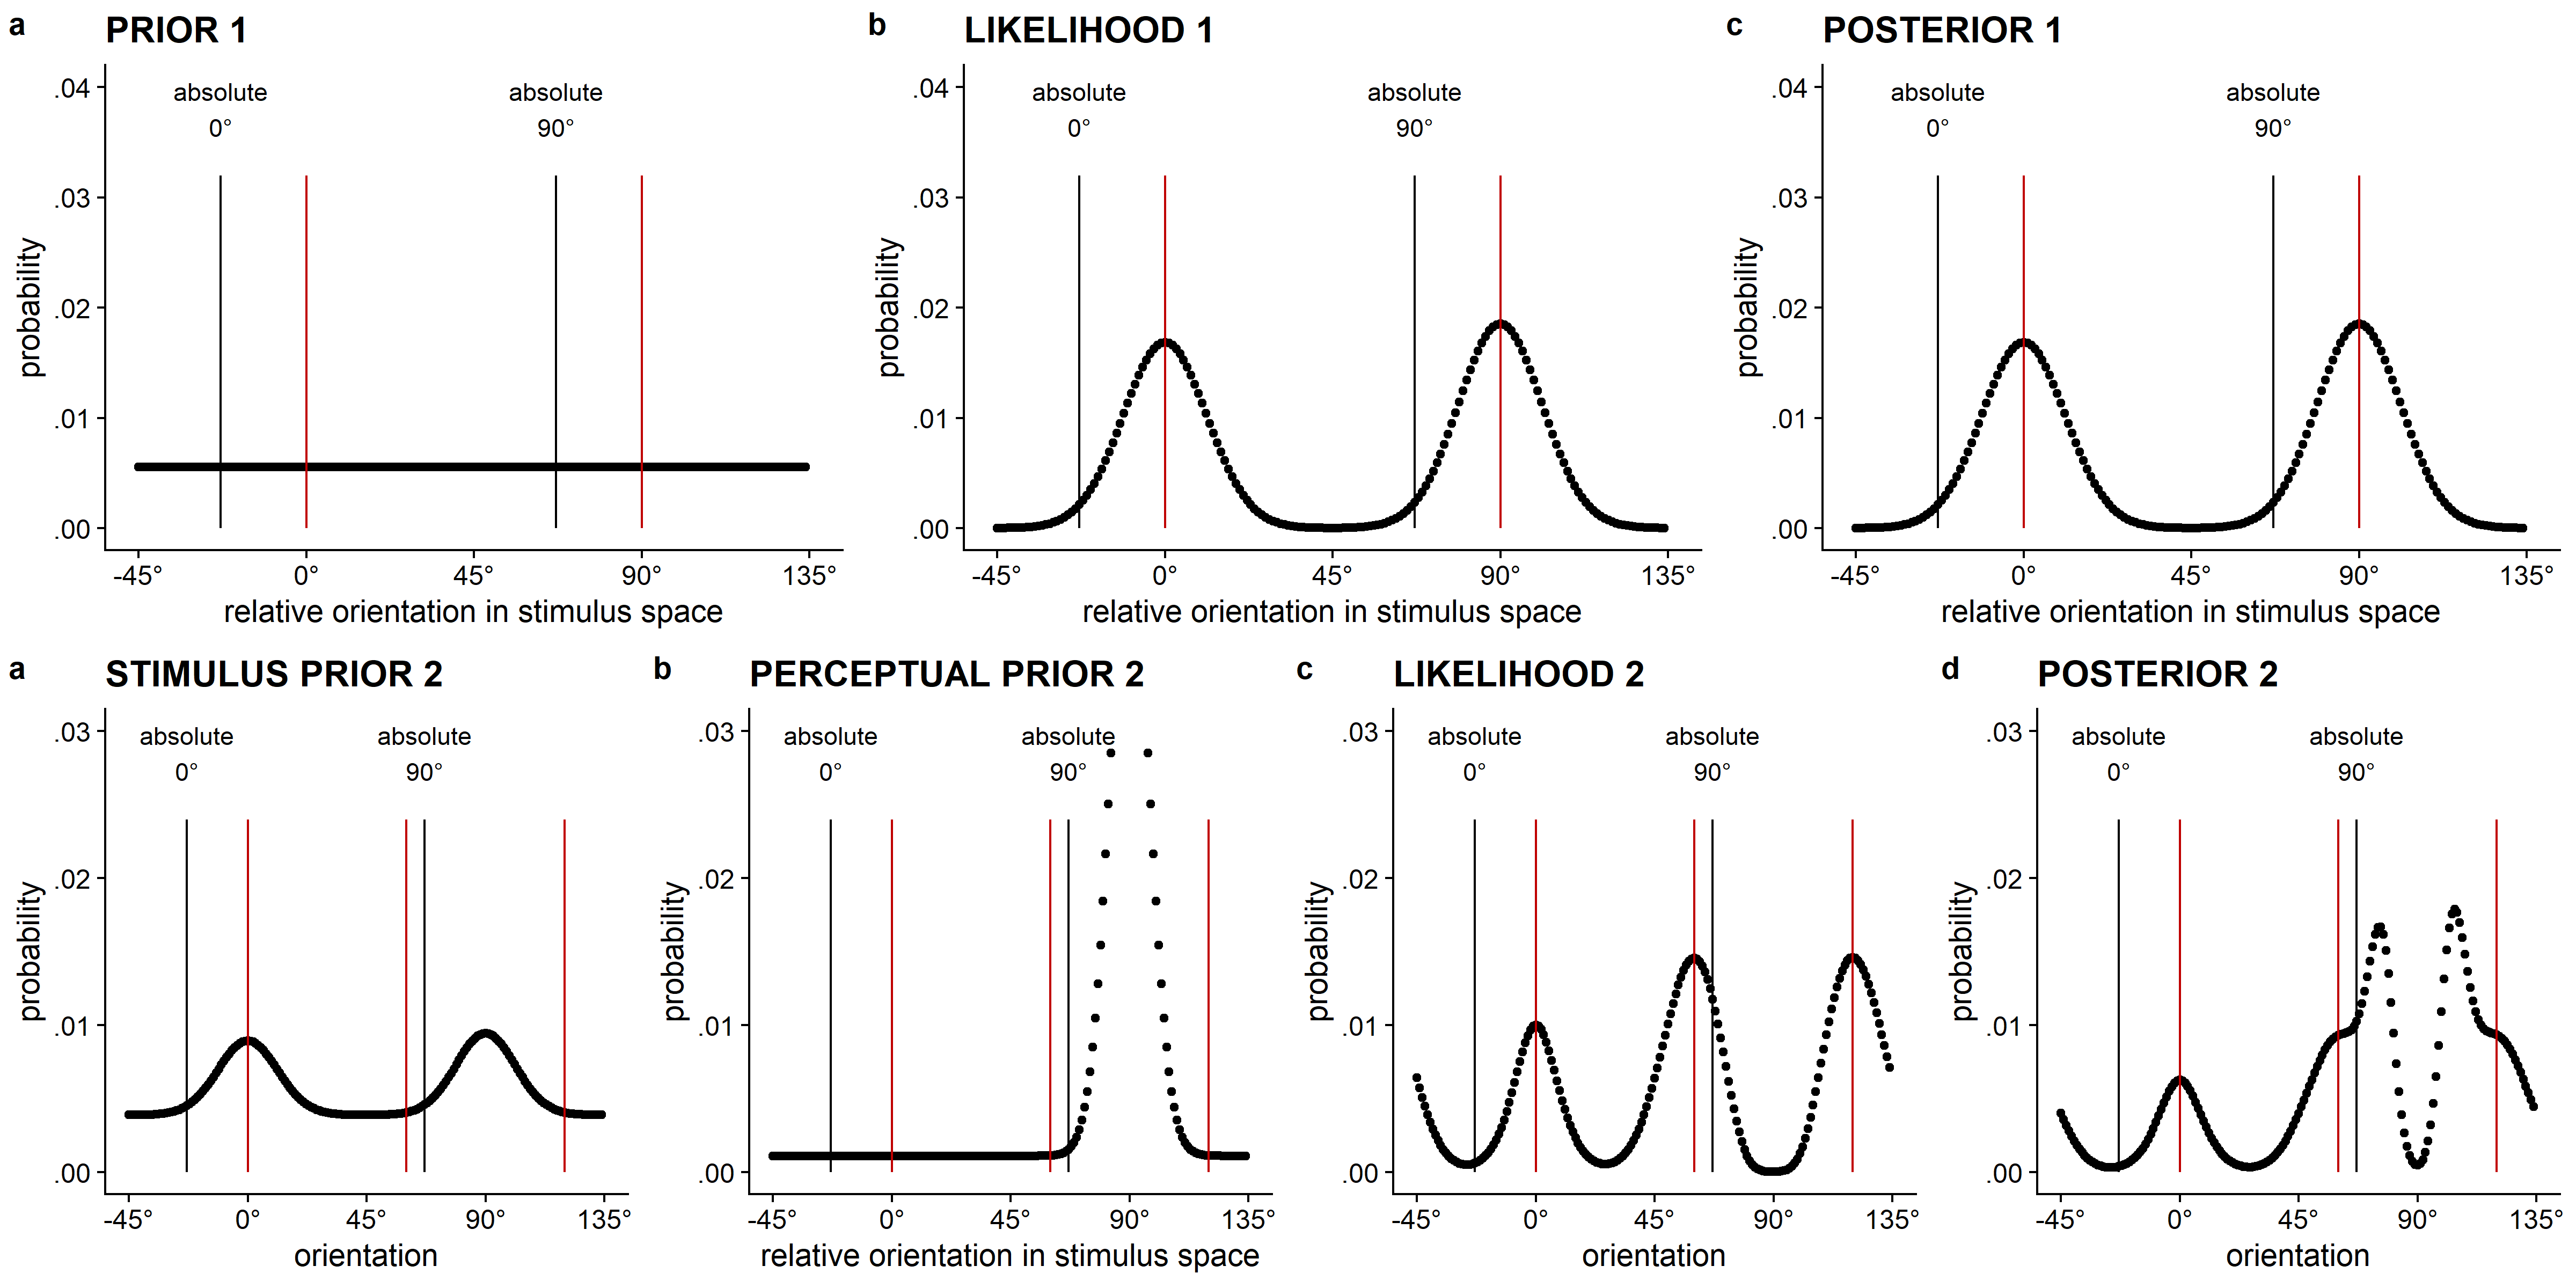 a PRIOR 1
.04
.03
.02
.01
.00
absolute 0°
absolute 90°
probability
-45° 0° 45° 90° 135°
relative orientation in stimulus space
b LIKELIHOOD 1
.04
.03
.02
.01
.00
absolute 0°
absolute 90°
probability
-45° 0° 45° 90° 135°
relative orientation in stimulus space
c POSTERIOR 1
.04
.03
.02
.01
.00
absolute 0°
absolute 90°
probability
-45° 0° 45° 90° 135°
relative orientation in stimulus space
a STIMULUS PRIOR 2
.03
.02
.01
.00
absolute 0°
absolute 90°
probability
-45° 0° 45° 90° 135°
orientation
b PERCEPTUAL PRIOR 2
.03
.02
.01
.00
absolute 0°
absolute 90°
probability
-45° 0° 45° 90° 135°
relative orientation in stimulus space
c LIKELIHOOD 2
.03
.02
.01
.00
absolute 0°
absolute 90°
probability
-45° 0° 45° 90° 135°
orientation
d POSTERIOR 2
.03
.02
.01
.00
absolute 0°
absolute 90°
probability
-45° 0° 45° 90° 135°
orientation